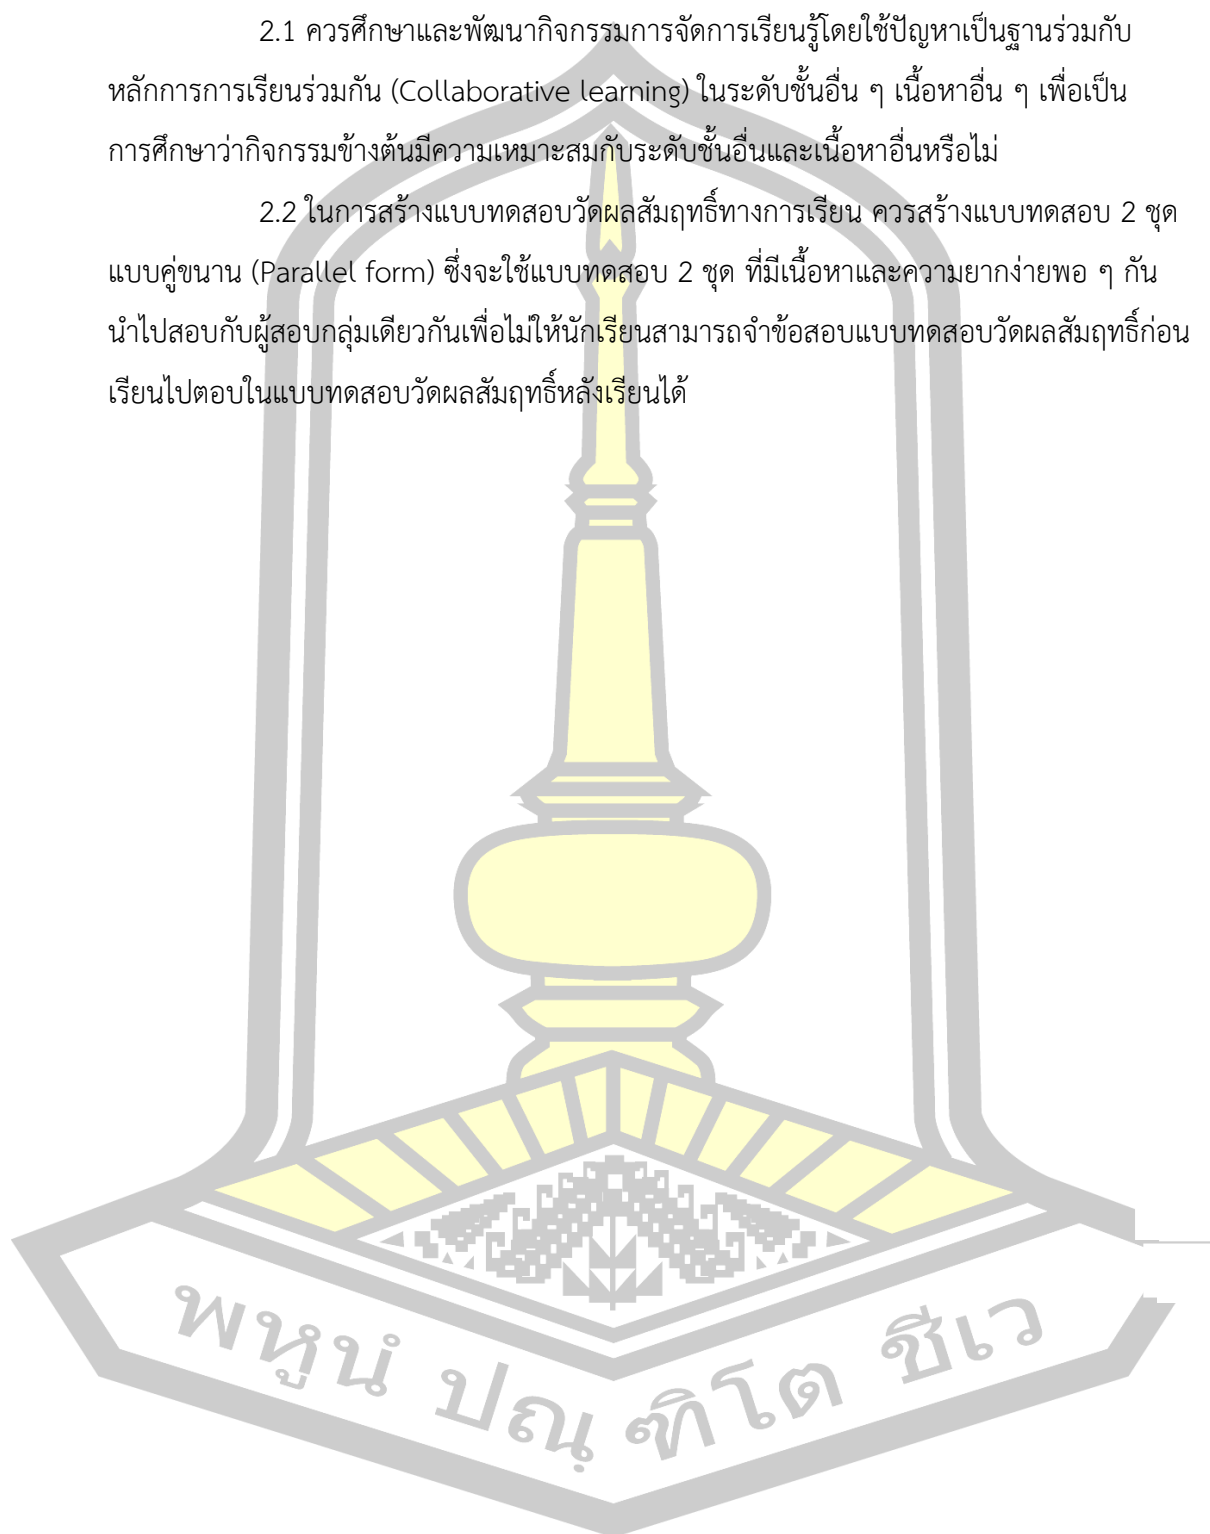 2.1 ควรศึกษาและพัฒนากิจกรรมการจัดการเรียนรู้โดยใช้ปัญหาเป็นฐานร่วมกับ
หลักการการเรียนร่วมกัน (Collaborative learning) ในระดับชั้นอื่น ๆ เนื้อหาอื่น ๆ เพื่อเป็น
การศึกษาว่ากิจกรรมข้างต้นมีความเหมาะสมกับระดับชั้นอื่นและเนื้อหาอื่นหรือไม่
2.2 ในการสร้างแบบทดสอบวัดผลสัมฤทธิ์ทางการเรียน ควรสร้างแบบทดสอบ 2 ชุด
แบบคู่ขนาน (Parallel form) ซึ่งจะใช้แบบทดสอบ 2 ชุด ที่มีเนื้อหาและความยากง่ายพอ ๆ กัน
นำไปสอบกับผู้สอบกลุ่มเดียวกันเพื่อไม่ให้นักเรียนสามารถจำข้อสอบแบบทดสอบวัดผลสัมฤทธิ์ก่อน
เรียนไปตอบในแบบทดสอบวัดผลสัมฤทธิ์หลังเรียนได้
พหูนํ ปณฺฑิโต ชีเว